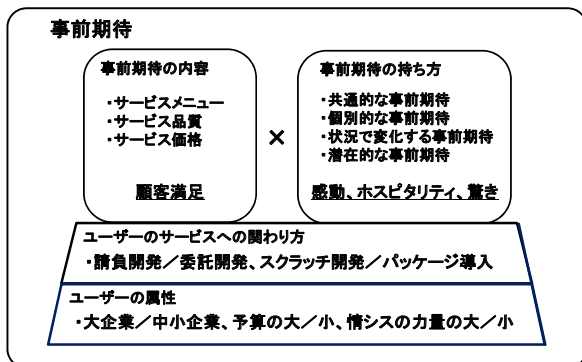 事前期待
事前期待の内容
・サービスメニュー
・サービス品質
・サービス価格
顧客満足
×
事前期待の持ち方
・共通的な事前期待
・個別的な事前期待
・状況で変化する事前期待
・潜在的な事前期待
感動、ホスピタリティ、驚き
ユーザーのサービスへの関わり方
・請負開発／委託開発、スクラッチ開発／パッケージ導入
ユーザーの属性
・大企業／中小企業、予算の大／小、情シスの力量の大／小